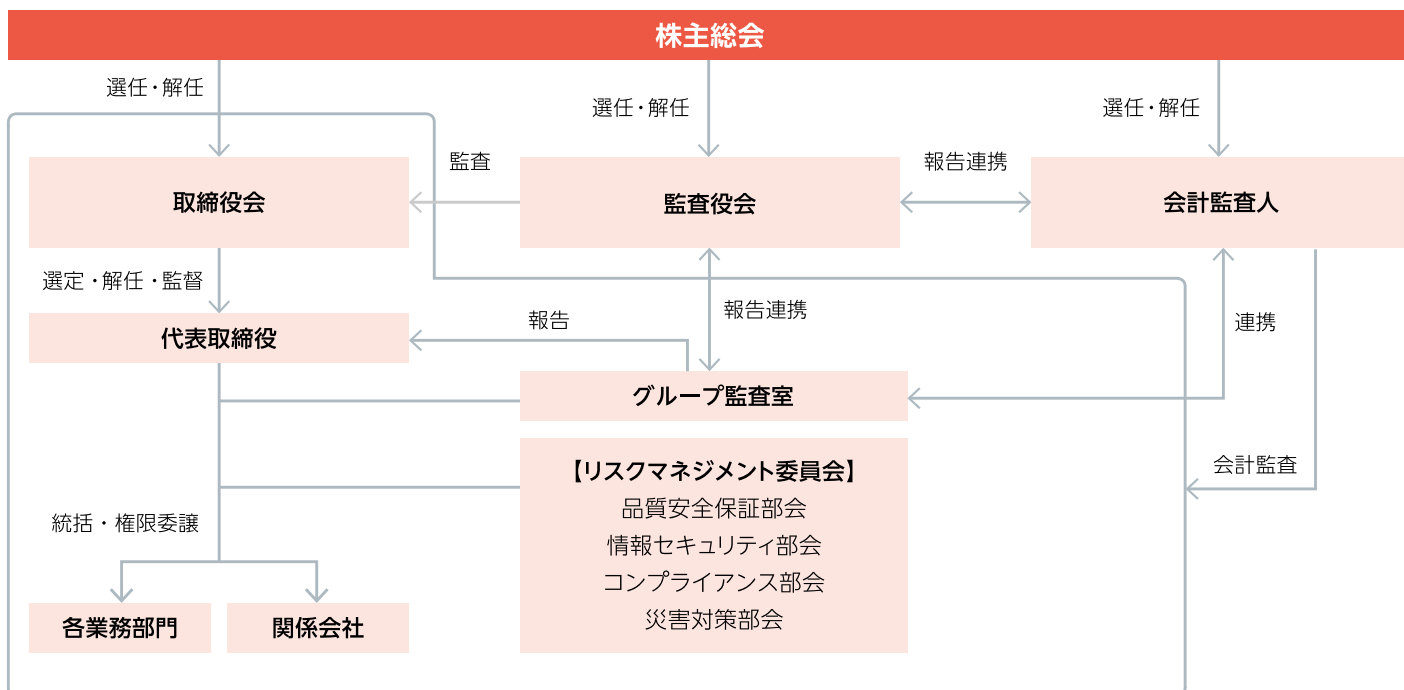 株主総会
選任・解任
選任・解任
選任・解任
取締役会
監査
監査役会
報告連携
会計監査人
選定・解任・監督
代表取締役
報告
報告連携
連携
グループ監査室
【リスクマネジメント委員会】
品質安全保証部会
情報セキュリティ部会
コンプライアンス部会
災害対策部会
会計監査
統括・権限委譲
各業務部門
関係会社